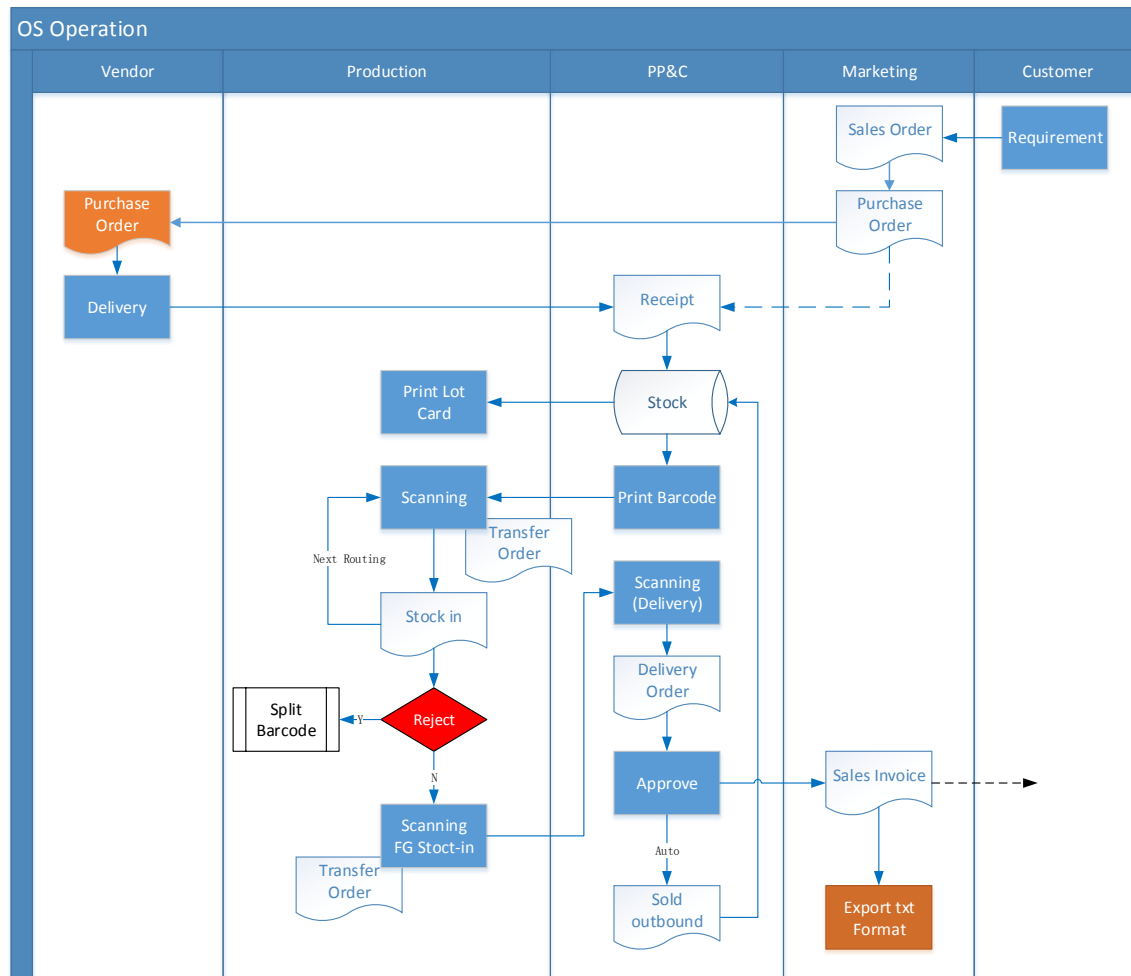 OS Operation
Vendor
Production
PP&C
Marketing
Customer
Sales Order
Requirement
Purchase
Order
Purchase
Order
Delivery
Receipt
Print Lot
Card
Stock
Scanning
Print Barcode
Transfer
Order
Next Routing
Scanning
(Delivery)
Stock in
Delivery
Order
Split
Barcode
Y
Reject
N
Approve
Sales Invoice
Scanning
FG Stoct-in
Transfer
Order
Auto
Sold
outbound
Export txt
Format